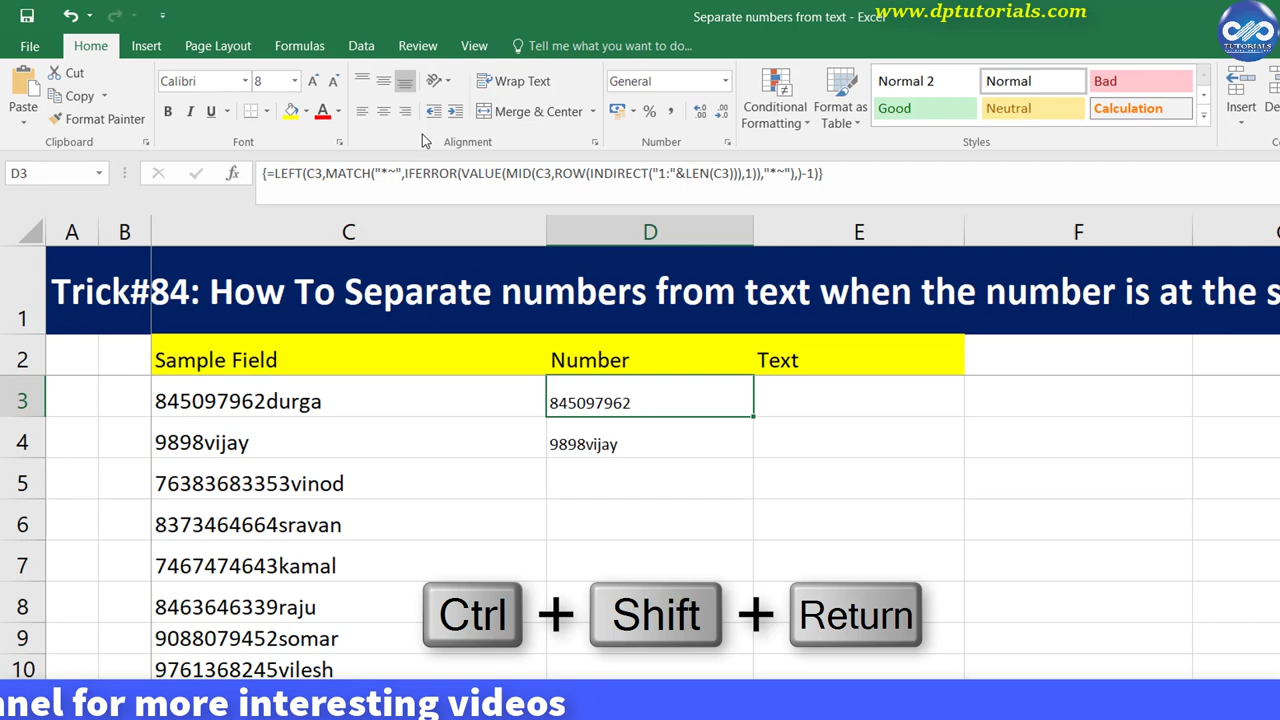 Separate numbers from text - Excel
www.dptutorials.com
TUTORIALS
File Home Insert Page Layout Formulas Data Review View Tell me what you want to do...
Paste
Cut
Copy
Format Painter
Calibri 8
B I U
Wrap Text
Merge & Center
General
%
Conditional Formatting
Format as Table
Normal 2 Normal Bad
Good Neutral Calculation
Insert
Clipboard Font Alignment Number Styles
D3 fx {=LEFT(C3,MATCH("*~",IFERROR(VALUE(MID(C3,ROW(INDIRECT("1:"&LEN(C3))),1)),"*~"),)-1)}
A B C D E F
1 Trick#84: How To Separate numbers from text when the number is at the s
2 Sample Field Number Text
3 845097962durga 845097962
4 9898vijay 9898vijay
5 76383683353vinod
6 8373464664sravan
7 7467474643kamal
8 8463646339raju
9 9088079452somar
10 9761368245vilesh
Ctrl + Shift + Return
nnel for more interesting videos